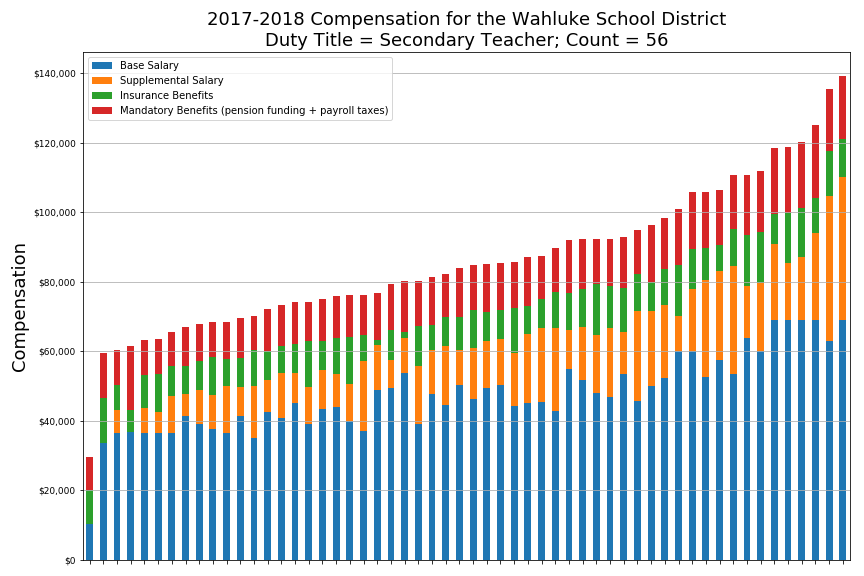 2017-2018 Compensation for the Wahluke School District
Duty Title = Secondary Teacher; Count = 56
Base Salary
Supplemental Salary
Insurance Benefits
Mandatory Benefits (pension funding + payroll taxes)
Compensation
$140,000
$120,000
$100,000
$80,000
$60,000
$40,000
$20,000
$0